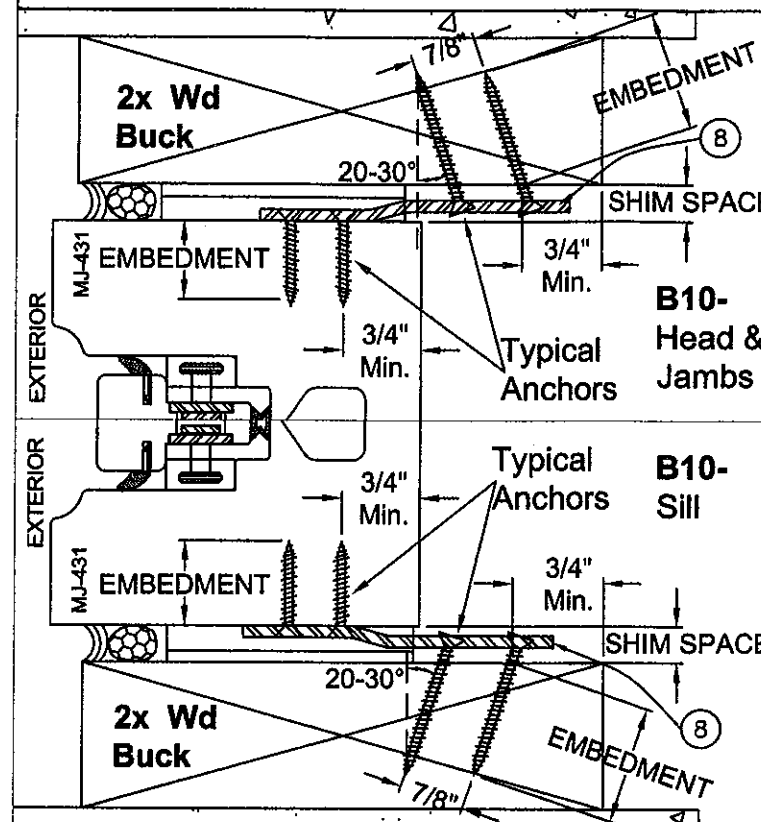 7/8"
2x Wd
Buck
EMBEDMENT
8
20-30°
SHIM SPACE
MJ-431
EMBEDMENT
3/4"
Min.
EXTERIOR
3/4"
Min.
B10-
Head &
Jambs
Typical
Anchors
EXTERIOR
3/4"
Min.
Typical
Anchors
B10-
Sill
MJ-431
EMBEDMENT
3/4"
Min.
SHIM SPACE
20-30°
2x Wd
Buck
8
EMBEDMENT
7/8"